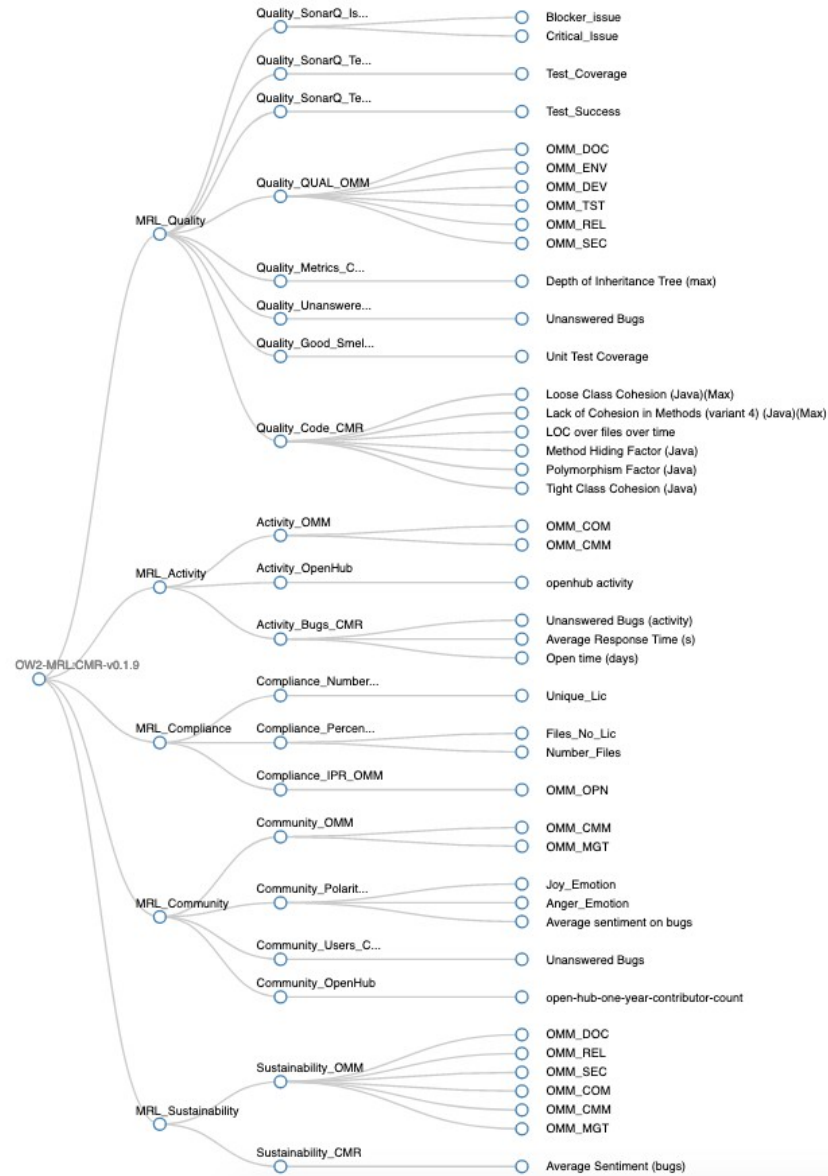 Quality_SonarQ_Is...
Blocker_issue
Critical_Issue
Quality_SonarQ_Te...
Test_Coverage
Quality_SonarQ_Te...
Test_Success
OMM_DOC
OMM_ENV
Quality_QUAL_OMM
OMM_DEV
OMM_TST
OMM_REL
OMM_SEC
MRL_Quality
Quality_Metrics_C...
Depth of Inheritance Tree (max)
Quality_Unanswere...
Unanswered Bugs
Quality_Good_Smel...
Unit Test Coverage
Loose Class Cohesion (Java)(Max)
Lack of Cohesion in Methods (variant 4) (Java)(Max)
Quality_Code_CMR
LOC over files over time
Method Hiding Factor (Java)
Polymorphism Factor (Java)
Tight Class Cohesion (Java)
Activity_OMM
OMM_COM
OMM_CMM
MRL_Activity
Activity_OpenHub
openhub activity
Activity_Bugs_CMR
Unanswered Bugs (activity)
Average Response Time (s)
Open time (days)
OW2-MRL:CMR-v0.1.9
Compliance_Number...
Unique_Lic
MRL_Compliance
Compliance_Percen...
Files_No_Lic
Number_Files
Compliance_IPR_OMM
OMM_OPN
Community_OMM
OMM_CMM
OMM_MGT
Community_Polarit...
Joy_Emotion
MRL_Community
Anger_Emotion
Average sentiment on bugs
Community_Users_C...
Unanswered Bugs
Community_OpenHub
open-hub-one-year-contributor-count
OMM_DOC
OMM_REL
Sustainability_OMM
OMM_SEC
OMM_COM
OMM_CMM
OMM_MGT
MRL_Sustainability
Sustainability_CMR
Average Sentiment (bugs)